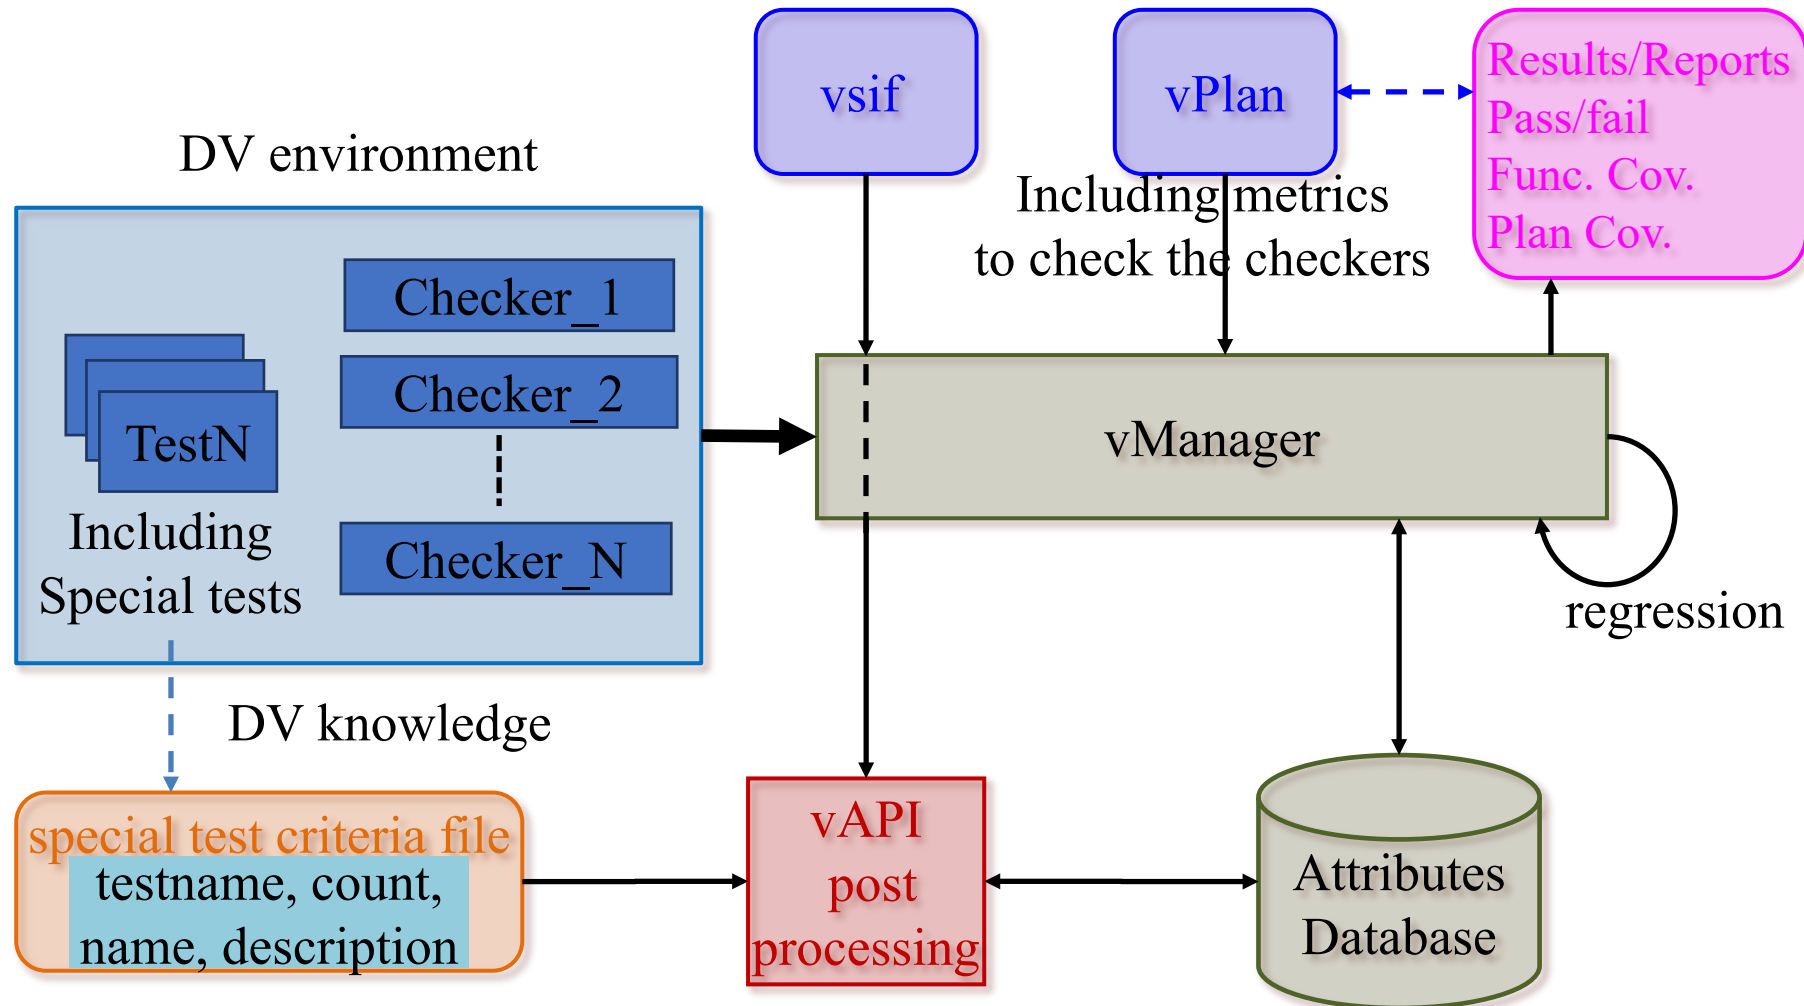 vsif
vPlan
Results/Reports
Pass/fail
Func. Cov.
Plan Cov.
DV environment
Including metrics
to check the checkers
Checker_1
Checker_2
Checker_N
TestN
Including
Special tests
vManager
regression
DV knowledge
special test criteria file
testname, count,
name, description
vAPI
post
processing
Attributes
Database